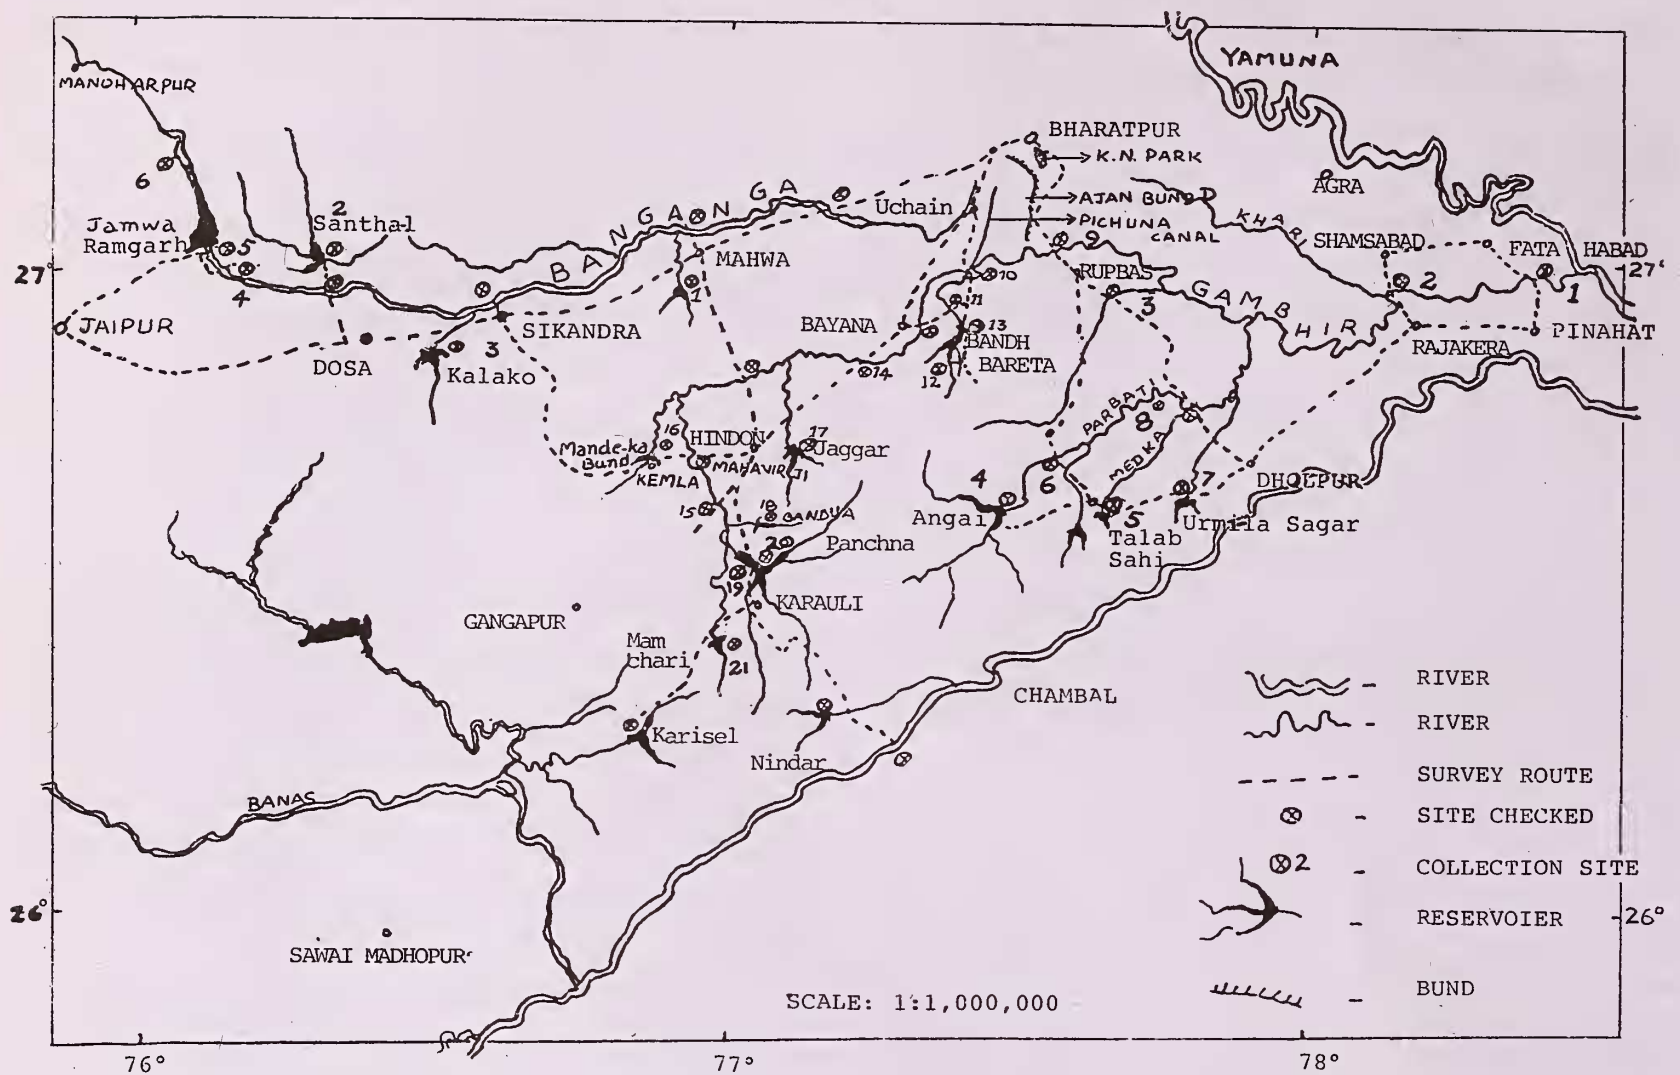 YAMUNA
MANOHARPUR
BHARATPUR
K.N. PARK
AGRA
6
2
Santhal
Jamwa
Ramgarh
5
4
BANGANGA
Uchain
AJAN BUND
PICHUNA
CANAL
9
KHARI
SHAMSABAD
FATAHABAD
27°
27°
MAHWA
1
10
RUPBAS
3
GAMBHIR
2
1
JAIPUR
SIKANDRA
DOSA
3
Kalako
BAYANA
11
13
BANDH
BARETA
12
14
RAJAKERA
PINAHAT
PARBATI
8
MEDKA
16
HINDON
17
Jaggar
Mande-ka
Bund
KEMLA
MAHAVIRJI
15
18
GANDUA
4
Angai
6
7
DHOLPUR
5
Talab
Sahi
Urmila Sagar
20
Panchna
19
KARAULI
GANGAPUR
Mam
chari
21
Karisel
Nindar
CHAMBAL
BANAS
SAWAI MADHOPUR
RIVER
RIVER
SURVEY ROUTE
SITE CHECKED
2
COLLECTION SITE
RESERVOIER
BUND
26°
26°
SCALE: 1:1,000,000
76°
77°
78°